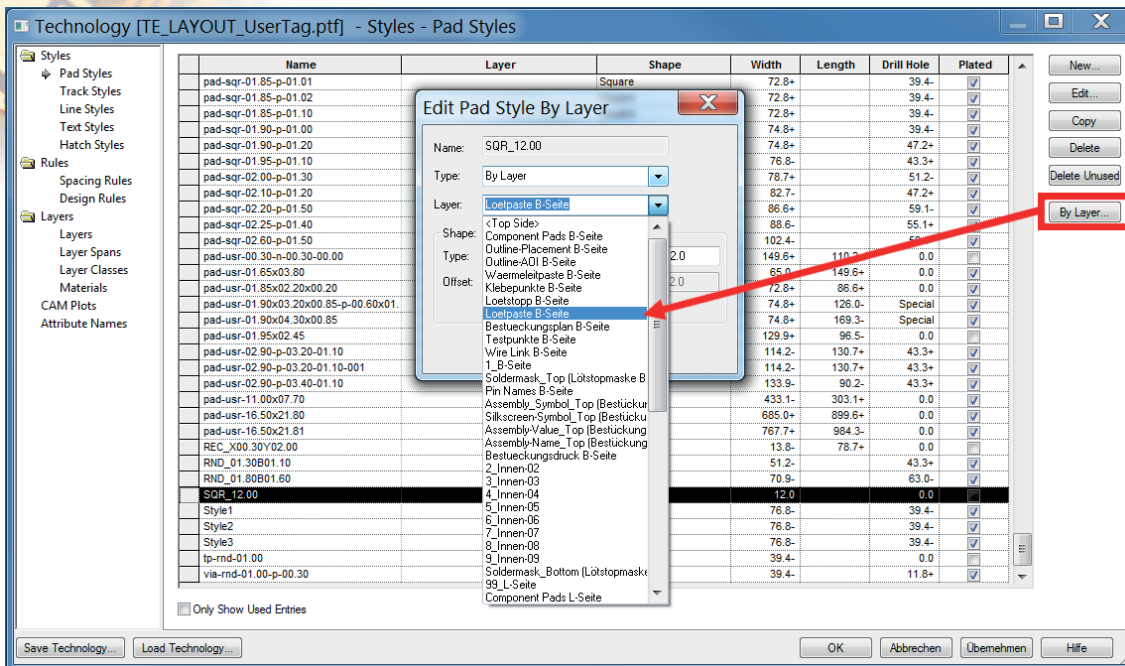 Technology [TE_LAYOUT_UserTag.ptf] - Styles - Pad Styles
Styles
Pad Styles
Track Styles
Line Styles
Text Styles
Hatch Styles
Rules
Spacing Rules
Design Rules
Layers
Layers
Layer Spans
Layer Classes
Materials
CAM Plots
Attribute Names
Name Layer Shape Width Length Drill Hole Plated
pad-sqr-01.85-p-01.01 Square 72.8+ 39.4-
pad-sqr-01.85-p-01.02 72.8+ 39.4-
pad-sqr-01.85-p-01.10 72.8+ 39.4-
pad-sqr-01.90-p-01.00 74.8+ 39.4-
pad-sqr-01.90-p-01.20 74.8+ 47.2+
pad-sqr-01.95-p-01.10 76.8- 43.3+
pad-sqr-02.00-p-01.30 78.7+ 51.2-
pad-sqr-02.10-p-01.20 82.7- 47.2+
pad-sqr-02.20-p-01.50 86.6+ 59.1-
pad-sqr-02.25-p-01.40 88.6- 55.1+
pad-sqr-02.60-p-01.50 102.4-
pad-usr-00.30-n-00.30-00.00 149.6+ 0.0
pad-usr-01.65x03.80 65.0- 149.6+ 0.0
pad-usr-01.85x02.20x00.20 72.8+ 86.6+ 0.0
pad-usr-01.90x03.20x00.85-p-00.60x01. 74.8+ 126.0- Special
pad-usr-01.90x04.30x00.85 74.8+ 169.3- Special
pad-usr-01.95x02.45 129.9+ 96.5- 0.0
pad-usr-02.90-p-03.20-01.10 114.2- 130.7+ 43.3+
pad-usr-02.90-p-03.20-01.10-001 114.2- 130.7+ 43.3+
pad-usr-02.90-p-03.40-01.10 133.9- 90.2- 43.3+
pad-usr-11.00x07.70 433.1- 303.1+ 0.0
pad-usr-16.50x21.80 685.0+ 899.6+ 0.0
pad-usr-16.50x21.81 767.7+ 984.3- 0.0
REC_X00.30Y02.00 13.8- 78.7+ 0.0
RND_01.30B01.10 51.2- 43.3+
RND_01.80B01.60 70.9- 63.0-
SQR_12.00 12.0 0.0
Style1 76.8- 39.4-
Style2 76.8- 39.4-
Style3 76.8- 39.4-
tp-rnd-01.00 39.4- 0.0
via-rnd-01.00-p-00.30 39.4- 11.8+
Only Show Used Entries
Edit Pad Style By Layer
Name: SQR_12.00
Type: By Layer
Layer: Loetpaste B-Seite
Shape:
Type: 2.0
Offset: 2.0
<Top Side>
Component Pads B-Seite
Outline-Placement B-Seite
Outline-AOI B-Seite
Waermeleitpaste B-Seite
Klebepunkte B-Seite
Loetstopp B-Seite
Loetpaste B-Seite
Bestueckungsplan B-Seite
Testpunkte B-Seite
Wire Link B-Seite
1_B-Seite
Soldermask_Top (Lötstopmaske B
Pin Names B-Seite
Assembly_Symbol_Top (Bestückur
Silkscreen-Symbol_Top (Bestücku
Assembly-Value_Top (Bestückung
Assembly-Name_Top (Bestückung
Bestueckungsdruck B-Seite
2_Innen-02
3_Innen-03
4_Innen-04
5_Innen-05
6_Innen-06
7_Innen-07
8_Innen-08
9_Innen-09
Soldermask_Bottom (Lötstopmaske
99_L-Seite
Component Pads L-Seite
New...
Edit...
Copy
Delete
Delete Unused
By Layer...
Save Technology... Load Technology... OK Abbrechen Übernehmen Hilfe